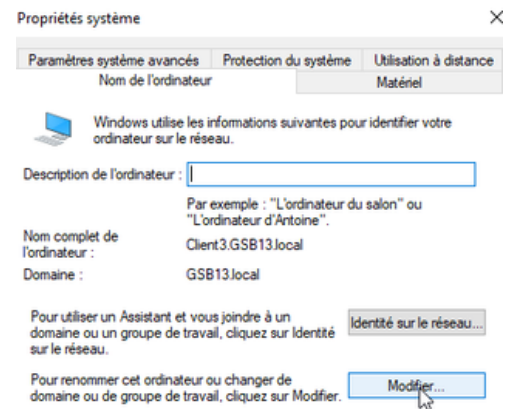 Propriétés système
Paramètres système avancés Protection du système Utilisation à distance
Nom de l'ordinateur Matériel
Windows utilise les informations suivantes pour identifier votre
ordinateur sur le réseau.
Description de l'ordinateur :
Par exemple : "L'ordinateur du salon" ou
"L'ordinateur d'Antoine".
Nom complet de
l'ordinateur :
Client3.GSB13.local
Domaine : GSB13.local
Pour utiliser un Assistant et vous joindre à un
domaine ou un groupe de travail, cliquez sur Identité
sur le réseau.
Identité sur le réseau...
Pour renommer cet ordinateur ou changer de
domaine ou de groupe de travail, cliquez sur Modifier.
Modifier...